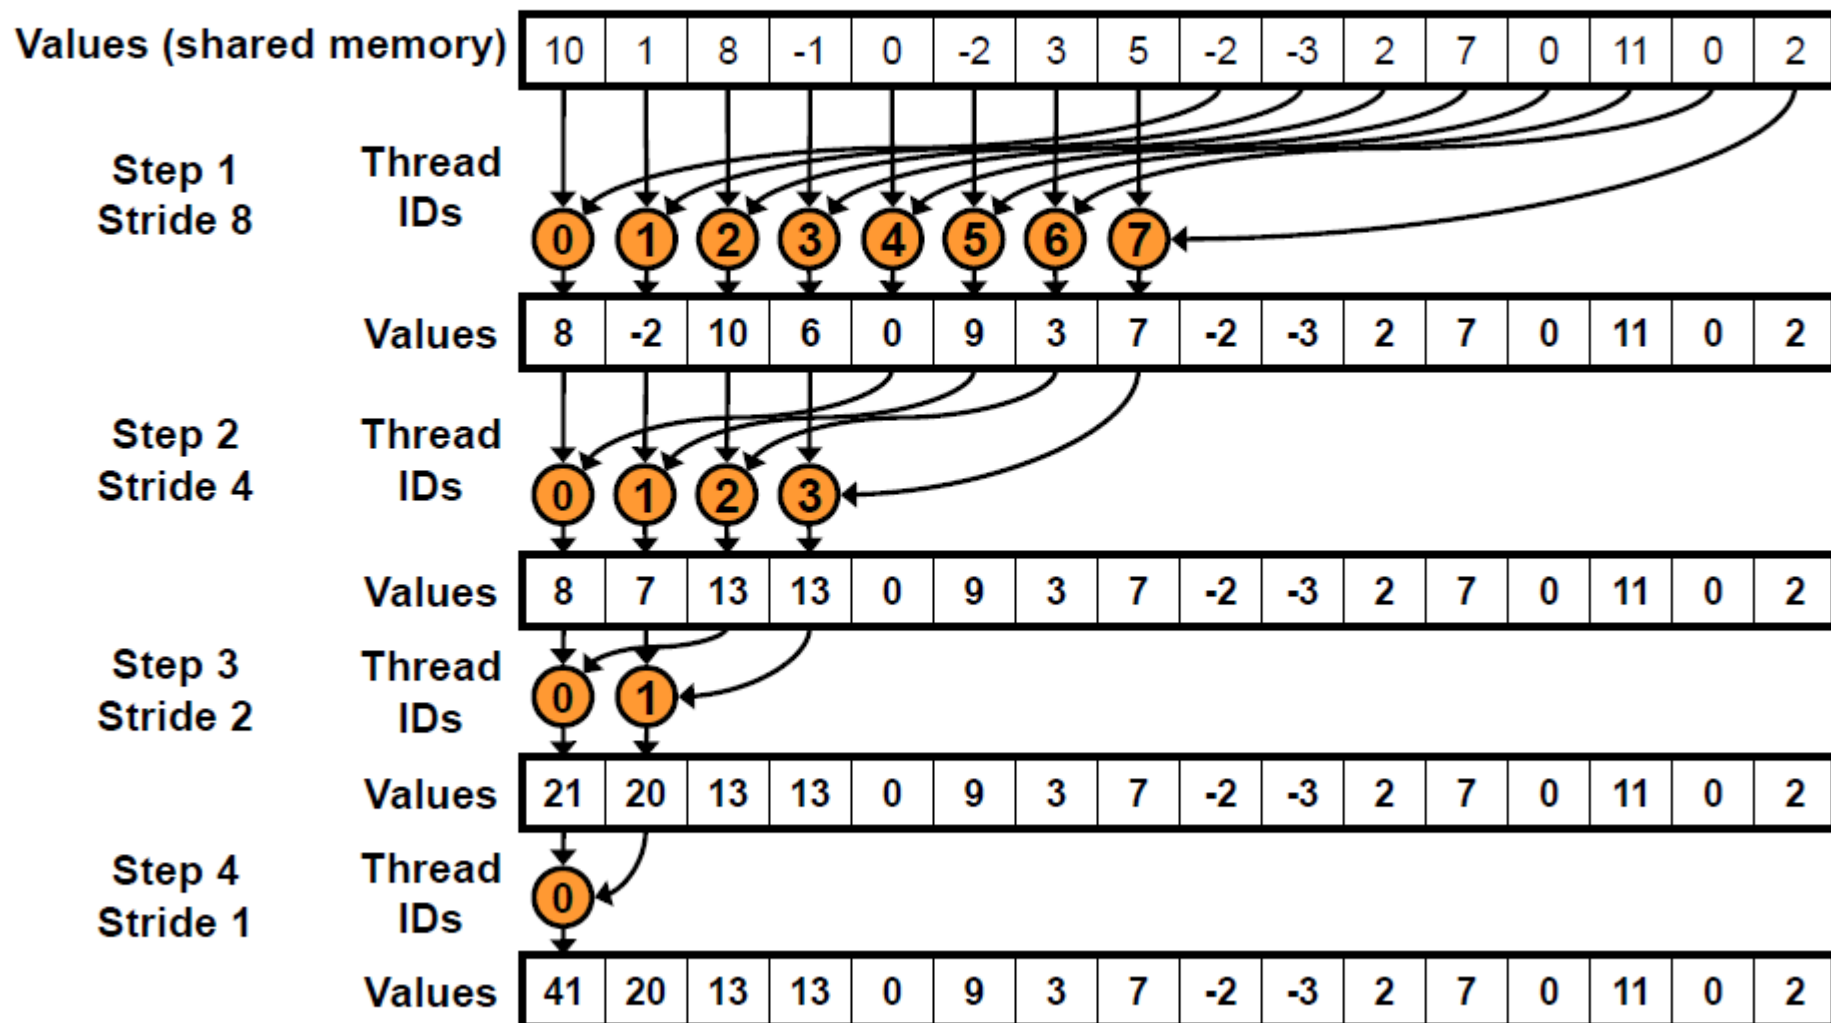 Values (shared memory) 10 1 8 -1 0 -2 3 5 -2 -3 2 7 0 11 0 2
Step 1 Thread
Stride 8 IDs
0 1 2 3 4 5 6 7
Values 8 -2 10 6 0 9 3 7 -2 -3 2 7 0 11 0 2
Step 2 Thread
Stride 4 IDs
0 1 2 3
Values 8 7 13 13 0 9 3 7 -2 -3 2 7 0 11 0 2
Step 3 Thread
Stride 2 IDs
0 1
Values 21 20 13 13 0 9 3 7 -2 -3 2 7 0 11 0 2
Step 4 Thread
Stride 1 IDs
0
Values 41 20 13 13 0 9 3 7 -2 -3 2 7 0 11 0 2